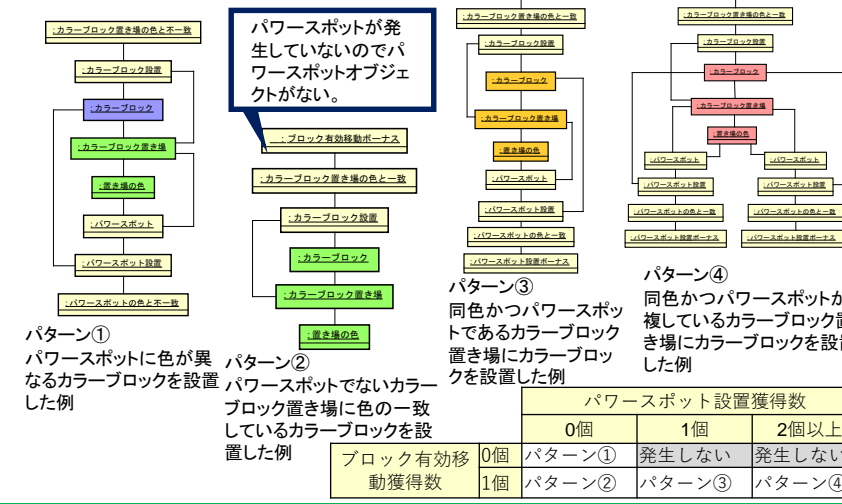 :カラーブロック置き場の色と不一致
:カラーブロック設置
:カラーブロック
:カラーブロック置き場
:置き場の色
:パワースポット
:パワースポット設置
:パワースポットの色と不一致
パターン①
パワースポットに色が異
なるカラーブロックを設置
した例
パワースポットが発
生していないのでパ
ワースポットオブジェ
クトがない。
:ブロック有効移動ボーナス
:カラーブロック置き場の色と一致
:カラーブロック設置
:カラーブロック
:カラーブロック置き場
:置き場の色
パターン②
パワースポットでないカラー
ブロック置き場に色の一致
しているカラーブロックを設
置した例
:カラーブロック置き場の色と一致
:カラーブロック設置
:カラーブロック
:カラーブロック置き場
:置き場の色
:パワースポット
:パワースポット設置
:パワースポットの色と一致
:パワースポット設置ボーナス
パターン③
同色かつパワースポッ
トであるカラーブロック
置き場にカラーブロッ
クを設置した例
:カラーブロック置き場の色と一致
:カラーブロック設置
:カラーブロック
:カラーブロック置き場
:置き場の色
:パワースポット :パワースポット
:パワースポット設置 :パワースポット設置
:パワースポットの色と一致 :パワースポットの色と一致
:パワースポット設置ボーナス :パワースポット設置ボーナス
パターン④
同色かつパワースポットが
複しているカラーブロック置
き場にカラーブロックを設
した例
パワースポット設置獲得数
0個 1個 2個以上
ブロック有効移
動獲得数
0個 パターン① 発生しない 発生しない
1個 パターン② パターン③ パターン④